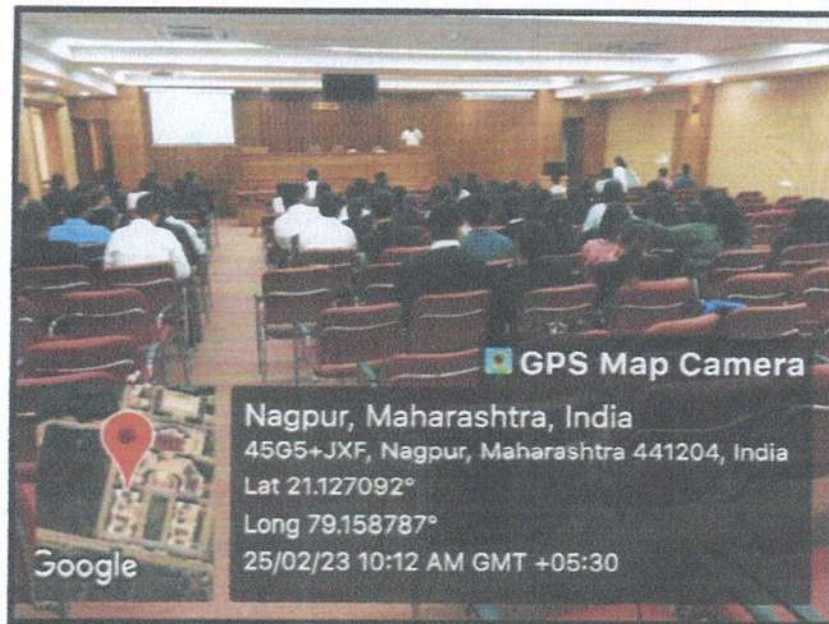 GPS Map Camera
Nagpur, Maharashtra, India
45G5+JXF, Nagpur, Maharashtra 441204, India
Lat 21.127092°
Long 79.158787°
25/02/23 10:12 AM GMT +05:30
Google